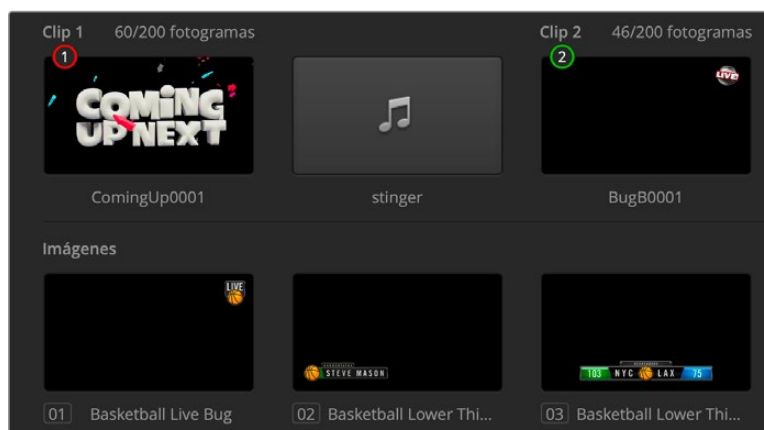 Clip 1 60/200 fotogramas Clip 2 46/200 fotogramas
1 2
COMING
UP NEXT
LIVE
ComingUp0001 stinger BugB0001
Imágenes
LIVE
STEVE MASON
103 NYC LAX 75
01 Basketball Live Bug 02 Basketball Lower Thi... 03 Basketball Lower Thi...